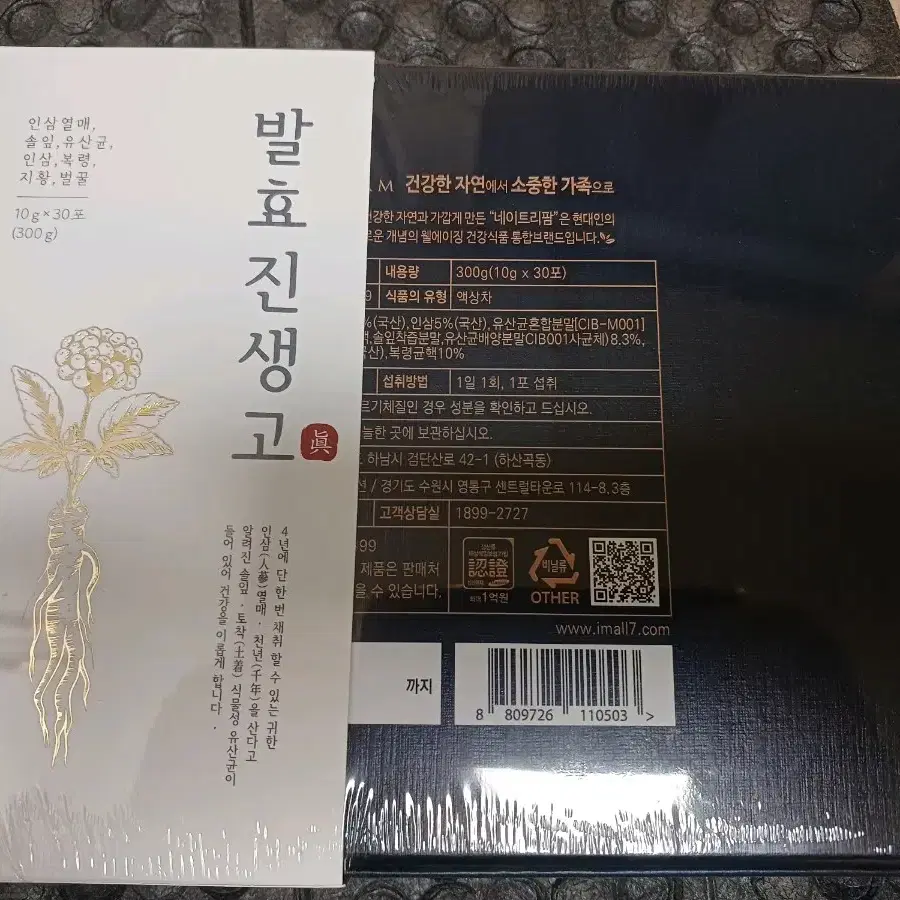 인삼열매,
솔잎,유산균,
인삼,복령,
지황,벌꿀
10g×30포
(300g)
발효진생고
眞
4년에 단 한번 채취 할 수 있는 귀한
인삼(人蔘)열매 · 천년(千年)을 산다고
알려진 솔잎 · 토착(土着) 식물성 유산균이
들어 있어 건강을 이롭게 합니다.
건강한 자연에서 소중한 가족으로
건강한 자연과 가깝게 만든 "네이트리팜"은 현대인의
개념의 웰에이징 건강식품 통합브랜드입니다.
내용량 300g(10g x 30포)
식품의 유형 액상차
%(국산),인삼5%(국산),유산균혼합분말[CIB-M001]
,솔잎착즙분말,유산균배양분말CIB001사균체)8.3%,
,복령균핵10%
섭취방법 1일 1회, 1포 섭취
경우 성분을 확인하고 드십시오.
곳에 보관하십시오.
하남시 검단산로 42-1 (하산곡동)
/ 경기도 수원시 영통구 센트럴타운로 114-8.3층
고객상담실 1899-2727
제품은 판매처
수 있습니다.
認證
1억원
비닐류
OTHER
www.imall7.com
까지
8 809726 110503 >